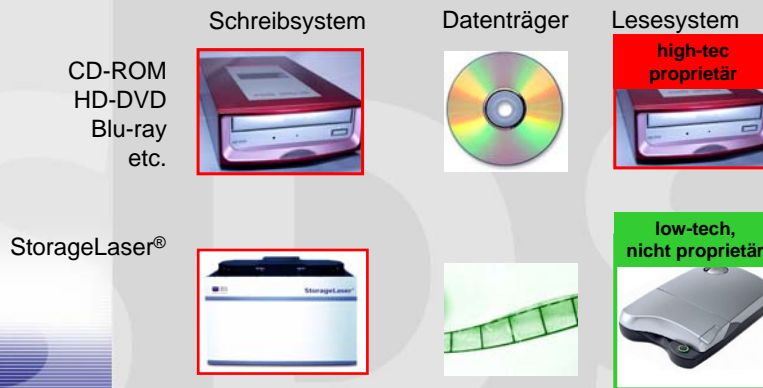 Schreibsystem
Datenträger
Lesesystem
high-tec
proprietär
CD-ROM
HD-DVD
Blu-ray
etc.
low-tech,
nicht proprietär
StorageLaser®
StorageLaser